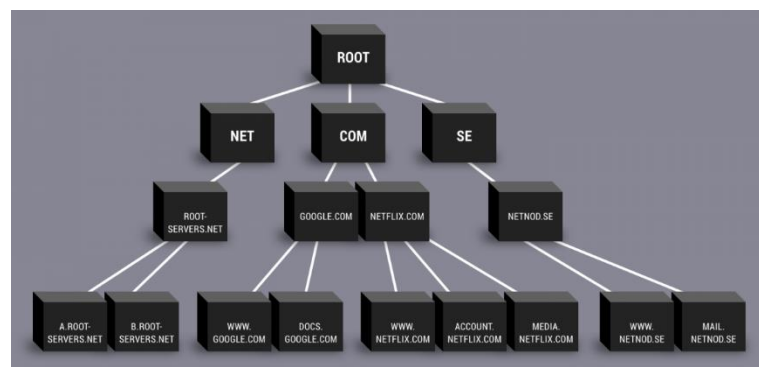 ROOT
NET
COM
SE
ROOT-
SERVERS.NET
GOOGLE.COM
NETFLIX.COM
NETNOD.SE
A.ROOT-
SERVERS.NET
B.ROOT-
SERVERS.NET
WWW.
GOOGLE.COM
DOCS.
GOOGLE.COM
WWW.
NETFLIX.COM
ACCOUNT.
NETFLIX.COM
MEDIA.
NETFLIX.COM
WWW.
NETNOD.SE
MAIL.
NETNOD.SE